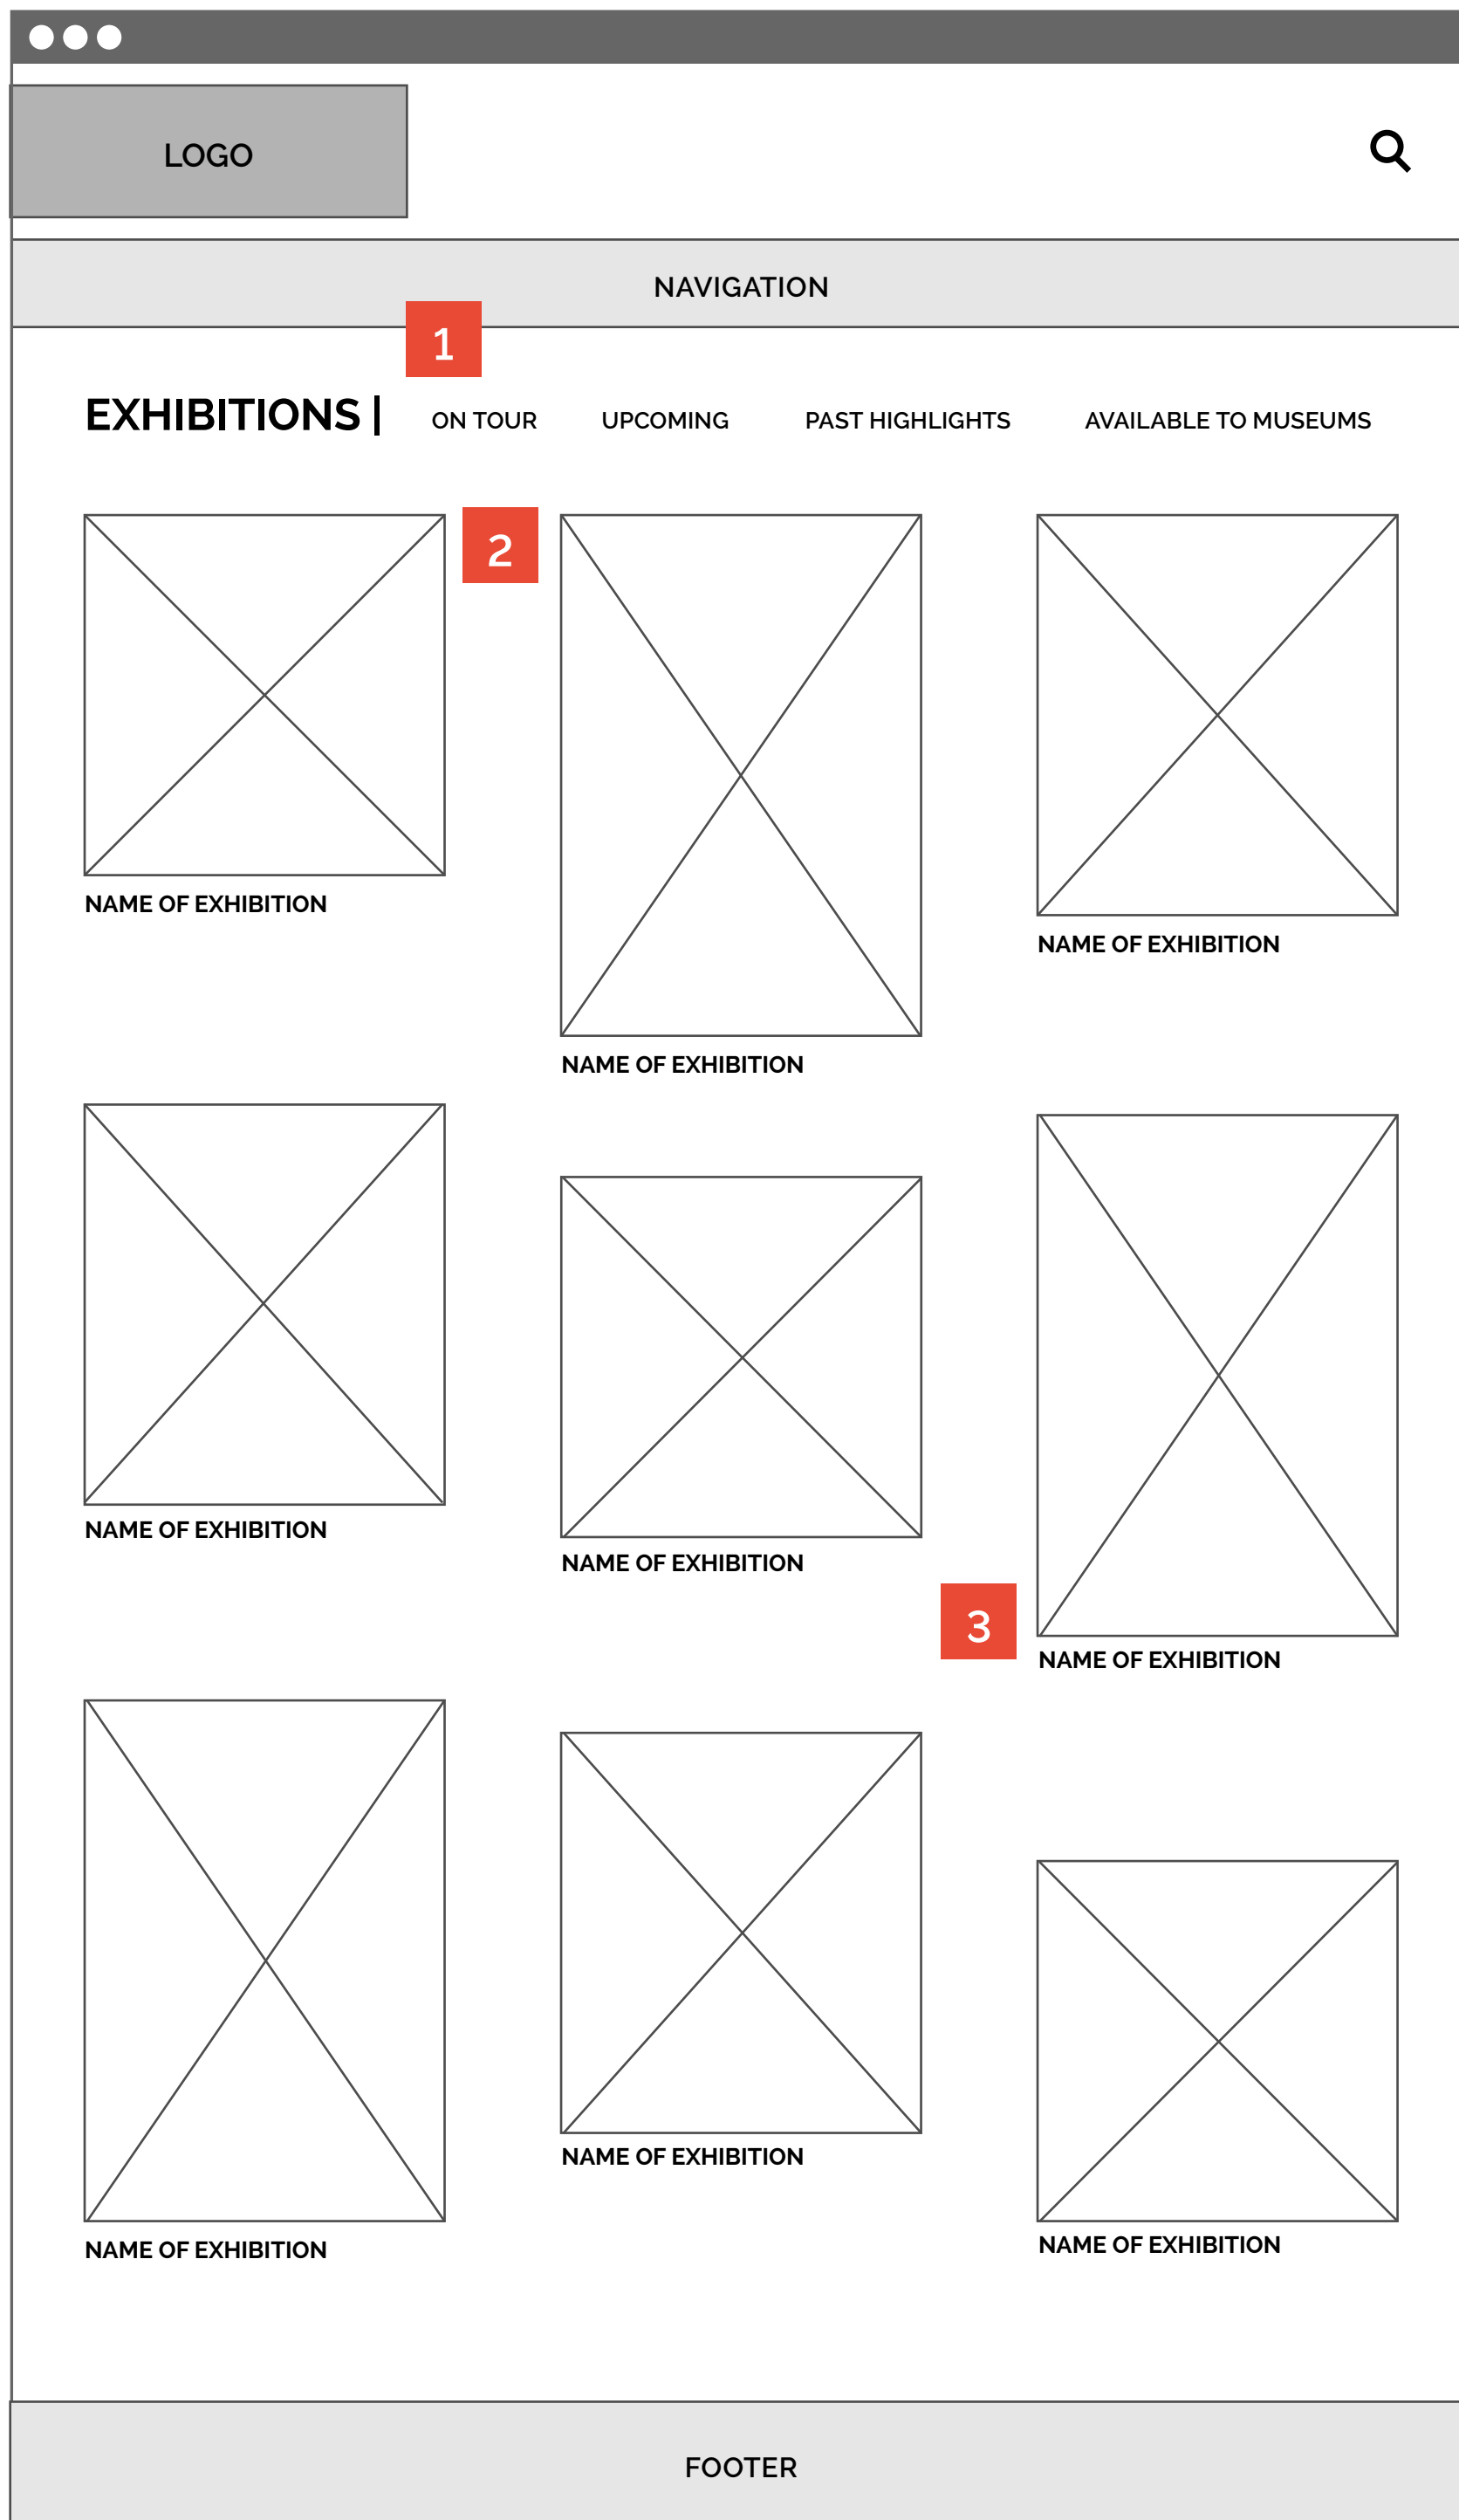 LOGO
NAVIGATION
1
EXHIBITIONS | ON TOUR UPCOMING PAST HIGHLIGHTS AVAILABLE TO MUSEUMS
2
NAME OF EXHIBITION
NAME OF EXHIBITION
NAME OF EXHIBITION
NAME OF EXHIBITION
NAME OF EXHIBITION
3
NAME OF EXHIBITION
NAME OF EXHIBITION
NAME OF EXHIBITION
NAME OF EXHIBITION
FOOTER